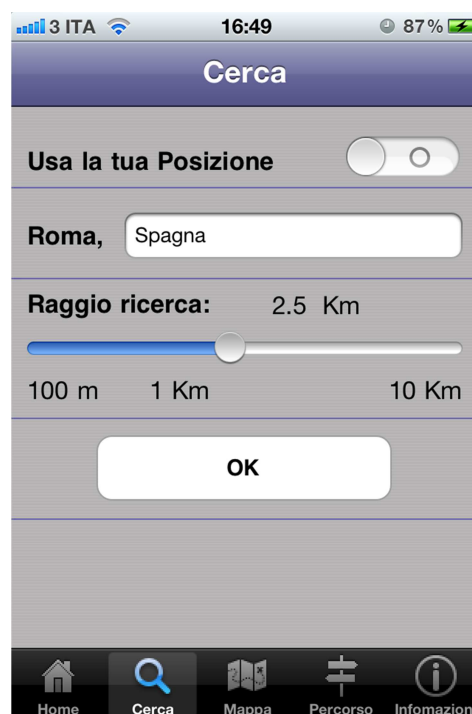 3 ITA 16:49 87%
Cerca
Usa la tua Posizione
Roma, Spagna
Raggio ricerca: 2.5 Km
100 m 1 Km 10 Km
OK
Home Cerca Mappa Percorso Infomazion